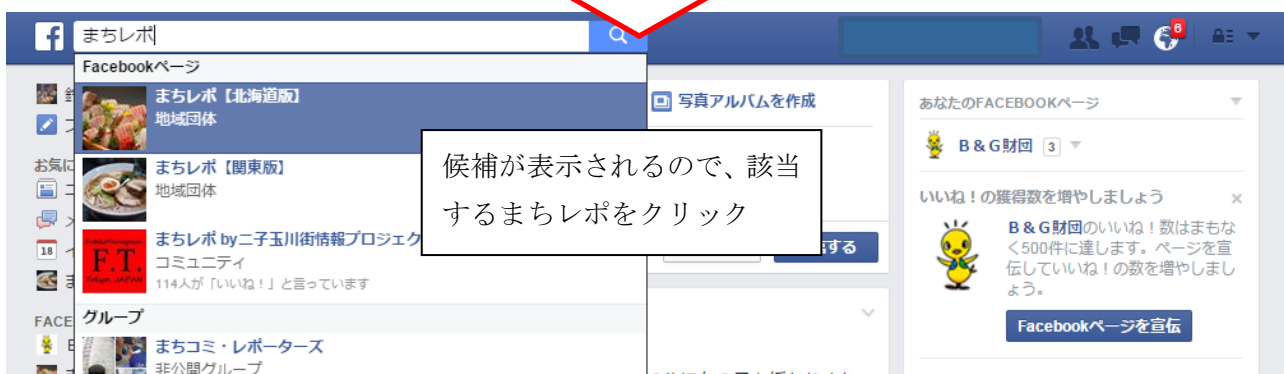 f
まちレポ
6
Facebookページ
まちレポ【北海道版】
地域団体
まちレポ【関東版】
地域団体
まちレポ by二子玉川街情報プロジェク
コミュニティ
114人が「いいね！」と言っています
グループ
まちコミ・レポーターズ
非公開グループ
お気に
18
FACE
写真アルバムを作成
候補が表示されるので、該当
するまちレポをクリック
する
あなたのFACEBOOKページ
B＆G財団 3
いいね！の獲得数を増やしましょう
×
B＆G財団のいいね！数はまもな
く500件に達します。ページを宣
伝していいね！の数を増やしまし
ょう。
Facebookページを宣伝
F.T.